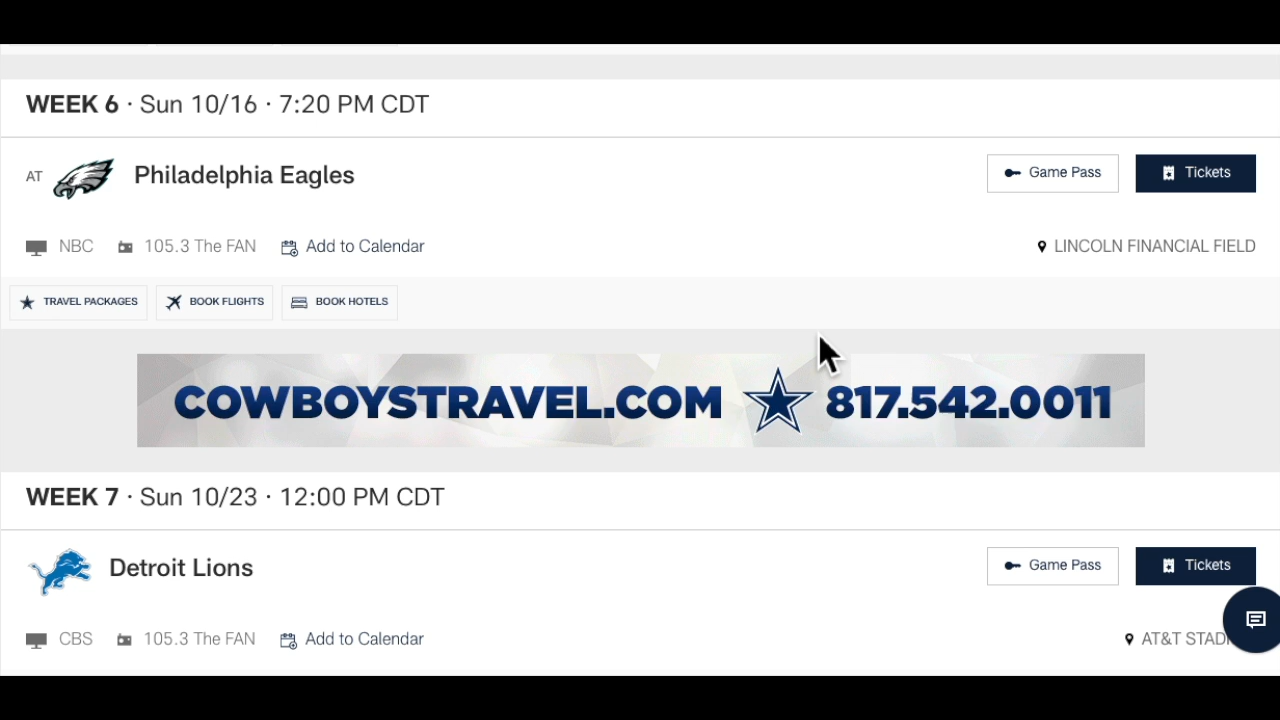 WEEK 6 · Sun 10/16 · 7:20 PM CDT
AT Philadelphia Eagles Game Pass Tickets
NBC 105.3 The FAN Add to Calendar LINCOLN FINANCIAL FIELD
TRAVEL PACKAGES BOOK FLIGHTS BOOK HOTELS
COWBOYSTRAVEL.COM 817.542.0011
WEEK 7 · Sun 10/23 · 12:00 PM CDT
Detroit Lions Game Pass Tickets
CBS 105.3 The FAN Add to Calendar AT&T